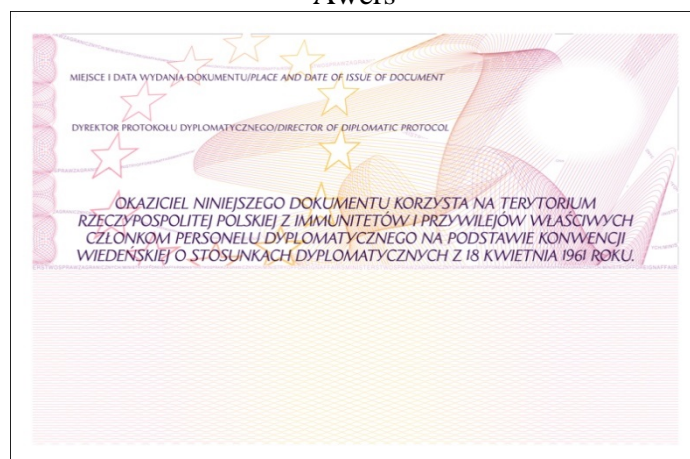 Awers
MIEJSCE I DATA WYDANIA DOKUMENTU/PLACE AND DATE OF ISSUE OF DOCUMENT
DYREKTOR PROTOKOŁU DYPLOMATYCZNEGO/DIRECTOR OF DIPLOMATIC PROTOCOL
OKAZICIEL NINIEJSZEGO DOKUMENTU KORZYSTA NA TERYTORIUM
RZECZYPOSPOLITEJ POLSKIEJ Z IMMUNITETÓW I PRZYWILEJÓW WŁAŚCIWYCH
CZŁONKOM PERSONELU DYPLOMATYCZNEGO NA PODSTAWIE KONWENCJI
WIEDEŃSKIEJ O STOSUNKACH DYPLOMATYCZNYCH Z 18 KWIETNIA 1961 ROKU.